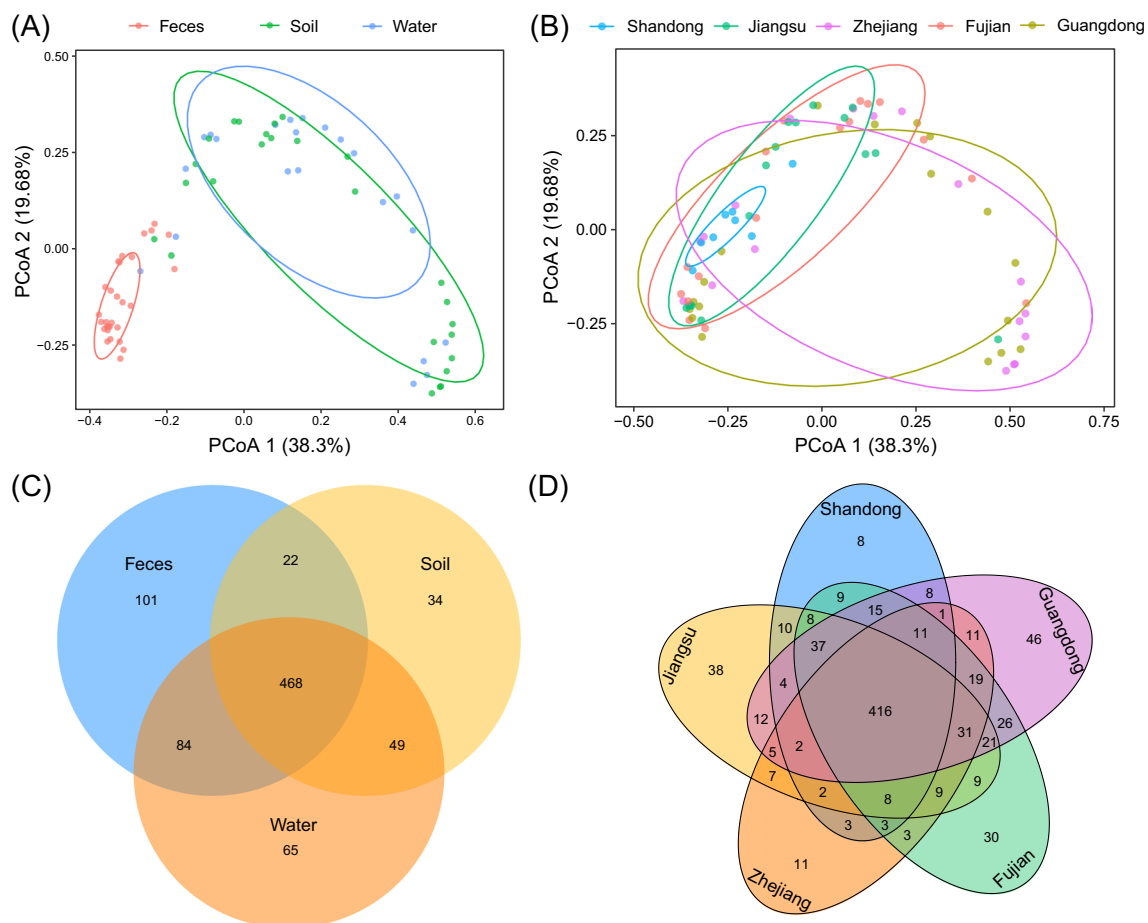 (A)
Feces Soil Water
0.50
0.25
0.00
−0.25
PCoA 2 (19.68%)
−0.4 −0.2 0.0 0.2 0.4 0.6
PCoA 1 (38.3%)
(B)
Shandong Jiangsu Zhejiang Fujian Guangdong
0.25
0.00
−0.25
PCoA 2 (19.68%)
−0.50 −0.25 0.00 0.25 0.50 0.75
PCoA 1 (38.3%)
(C)
22
Feces Soil
101 34
468
84 49
Water
65
(D)
Shandong
8
Guangdong
9 8
15 1
10 8
11 11 46
37
Jiangsu
38
4 19
416
12 26
31
21
5 2
7 9
2 8 9
3 3 3
30
11
Zhejiang
Fujian